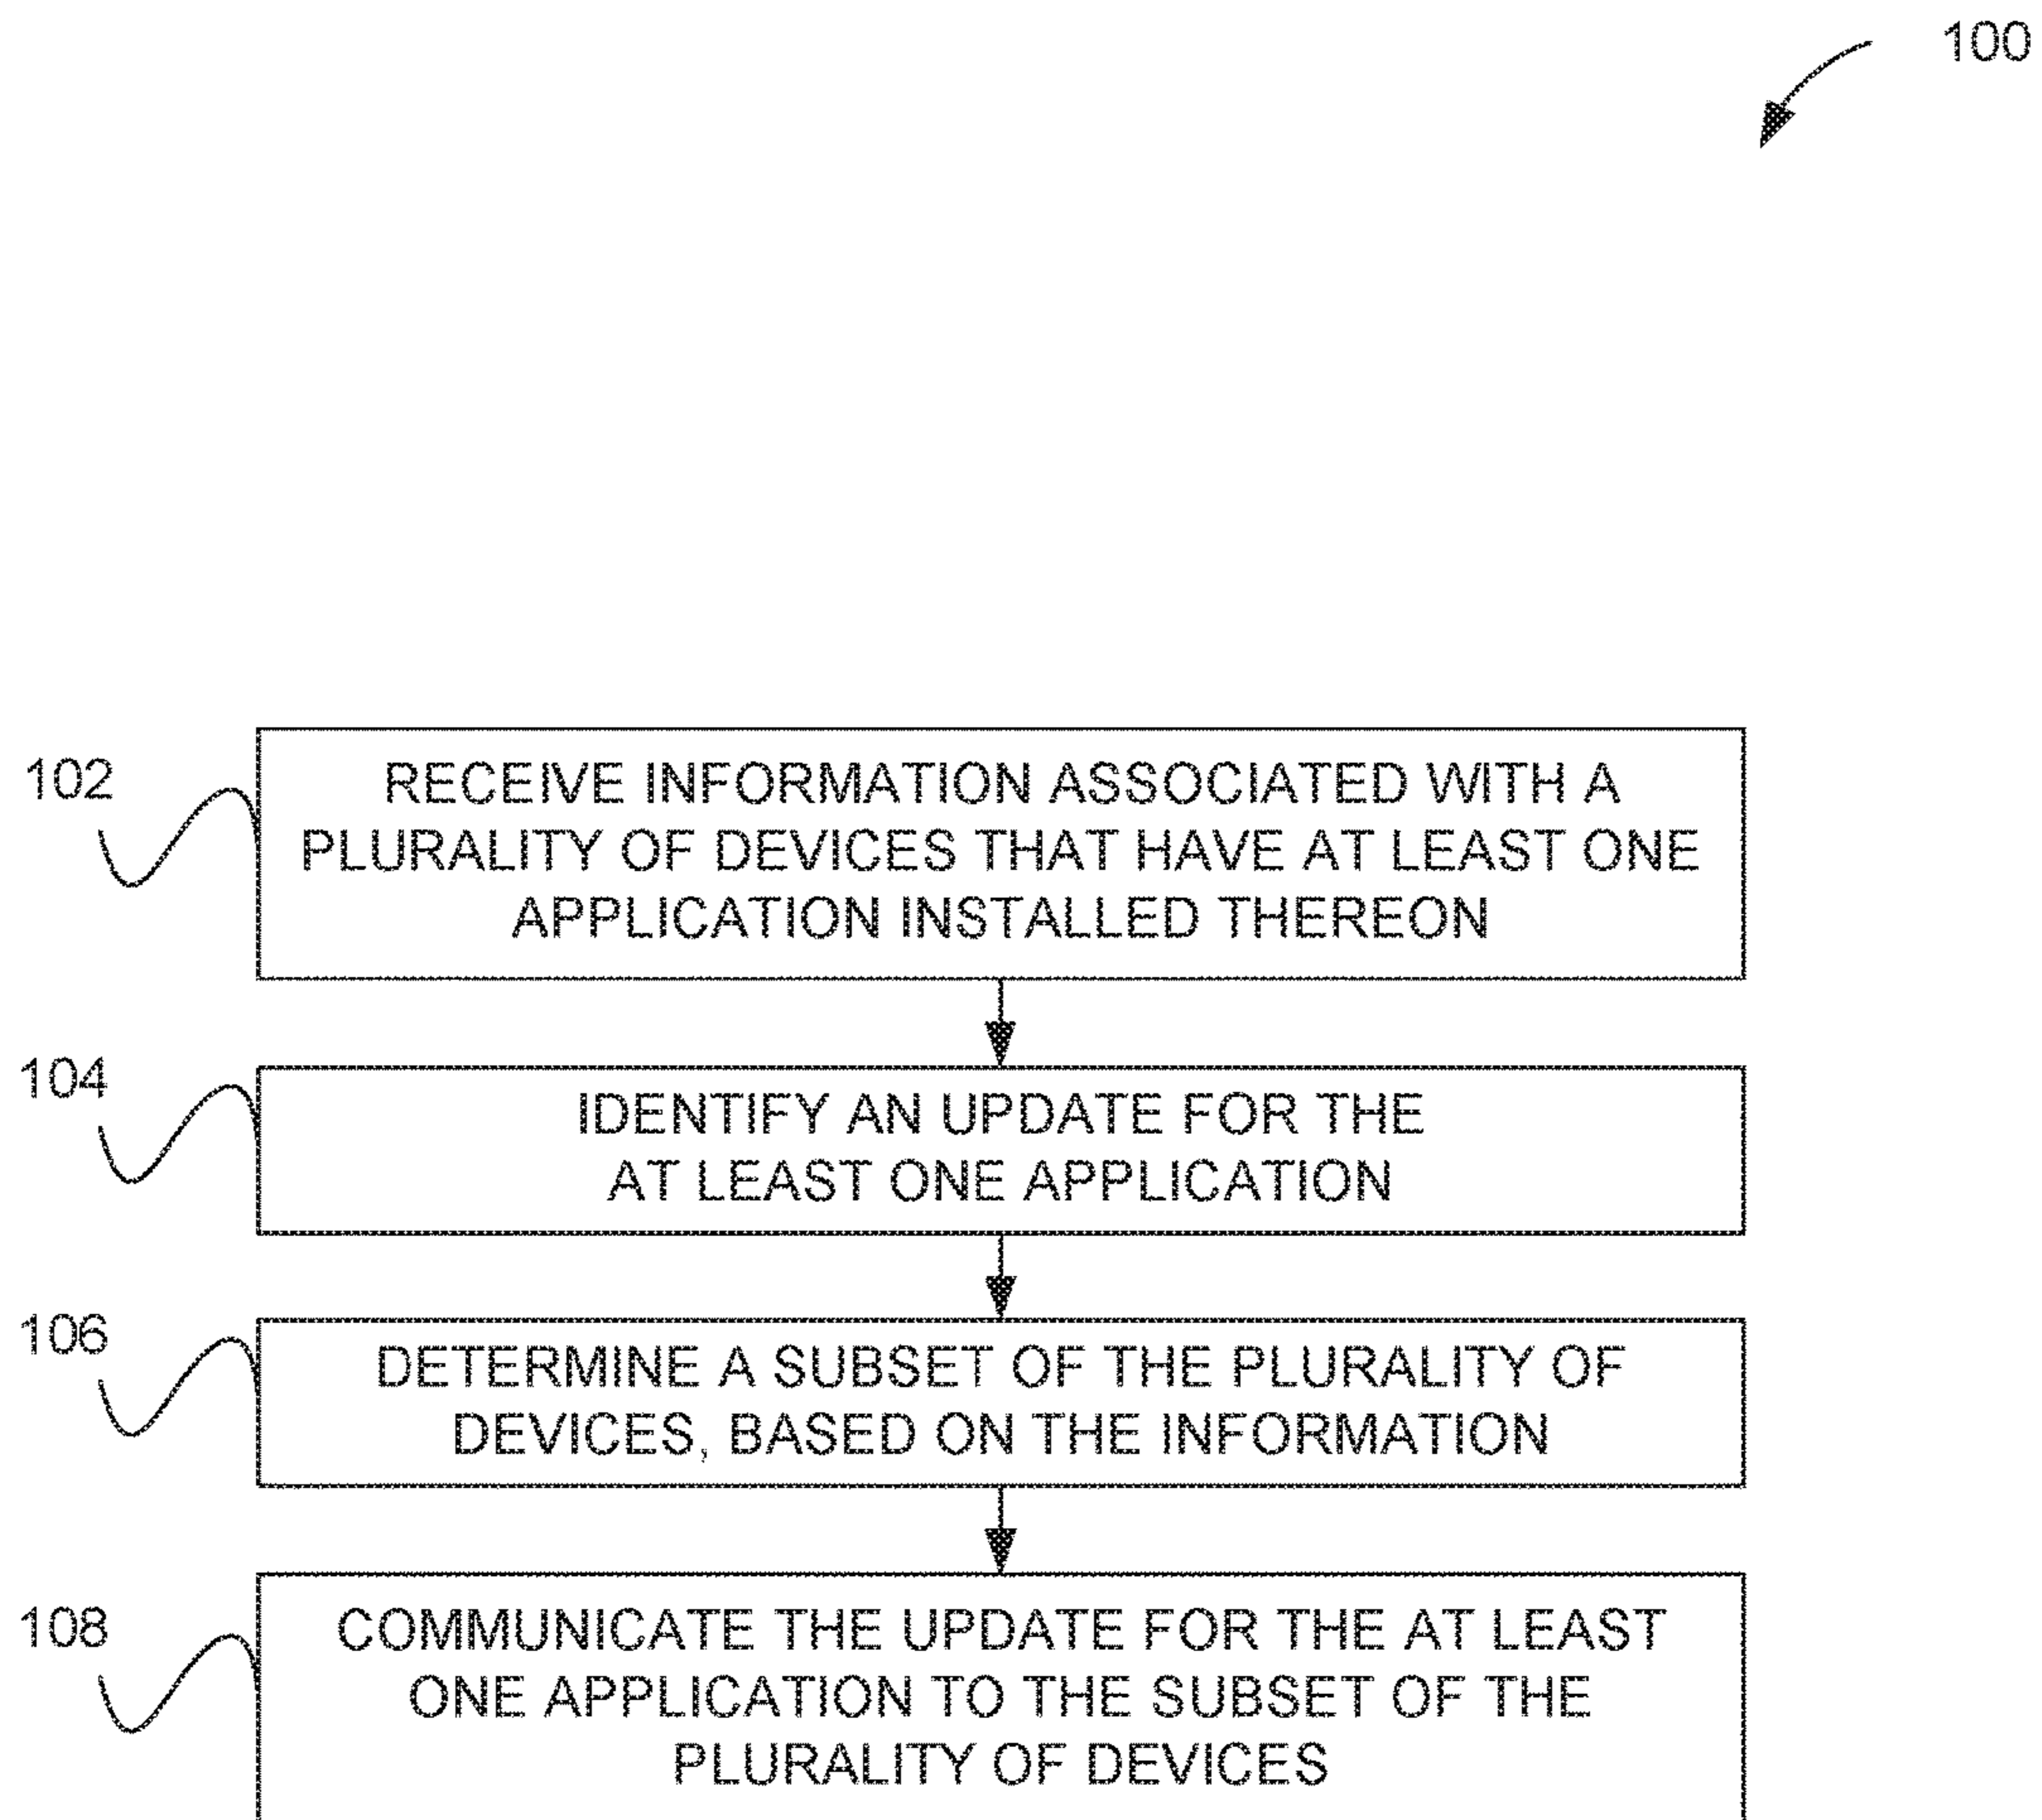 100
102
RECEIVE INFORMATION ASSOCIATED WITH A
PLURALITY OF DEVICES THAT HAVE AT LEAST ONE
APPLICATION INSTALLED THEREON
104
IDENTIFY AN UPDATE FOR THE
AT LEAST ONE APPLICATION
106
DETERMINE A SUBSET OF THE PLURALITY OF
DEVICES, BASED ON THE INFORMATION
108
COMMUNICATE THE UPDATE FOR THE AT LEAST
ONE APPLICATION TO THE SUBSET OF THE
PLURALITY OF DEVICES